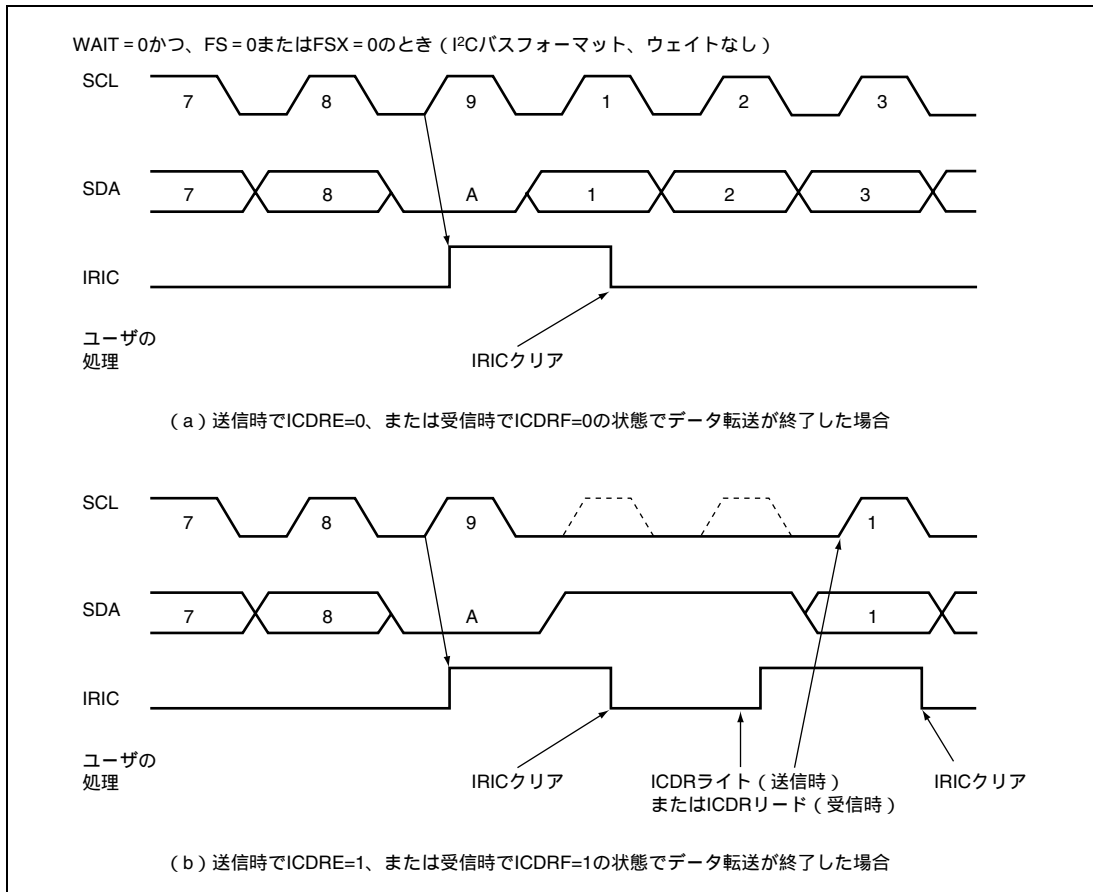 WAIT = 0かつ、FS = 0またはFSX = 0のとき（I²Cバスフォーマット、ウェイトなし）
SCL
7 8 9 1 2 3
SDA
7 8 A 1 2 3
IRIC
ユーザの
処理
IRICクリア
（a）送信時でICDRE=0、または受信時でICDRF=0の状態でデータ転送が終了した場合
SCL
7 8 9 1
SDA
7 8 A 1
IRIC
ユーザの
処理
IRICクリア
ICDRライト（送信時）
またはICDRリード（受信時）
IRICクリア
（b）送信時でICDRE=1、または受信時でICDRF=1の状態でデータ転送が終了した場合